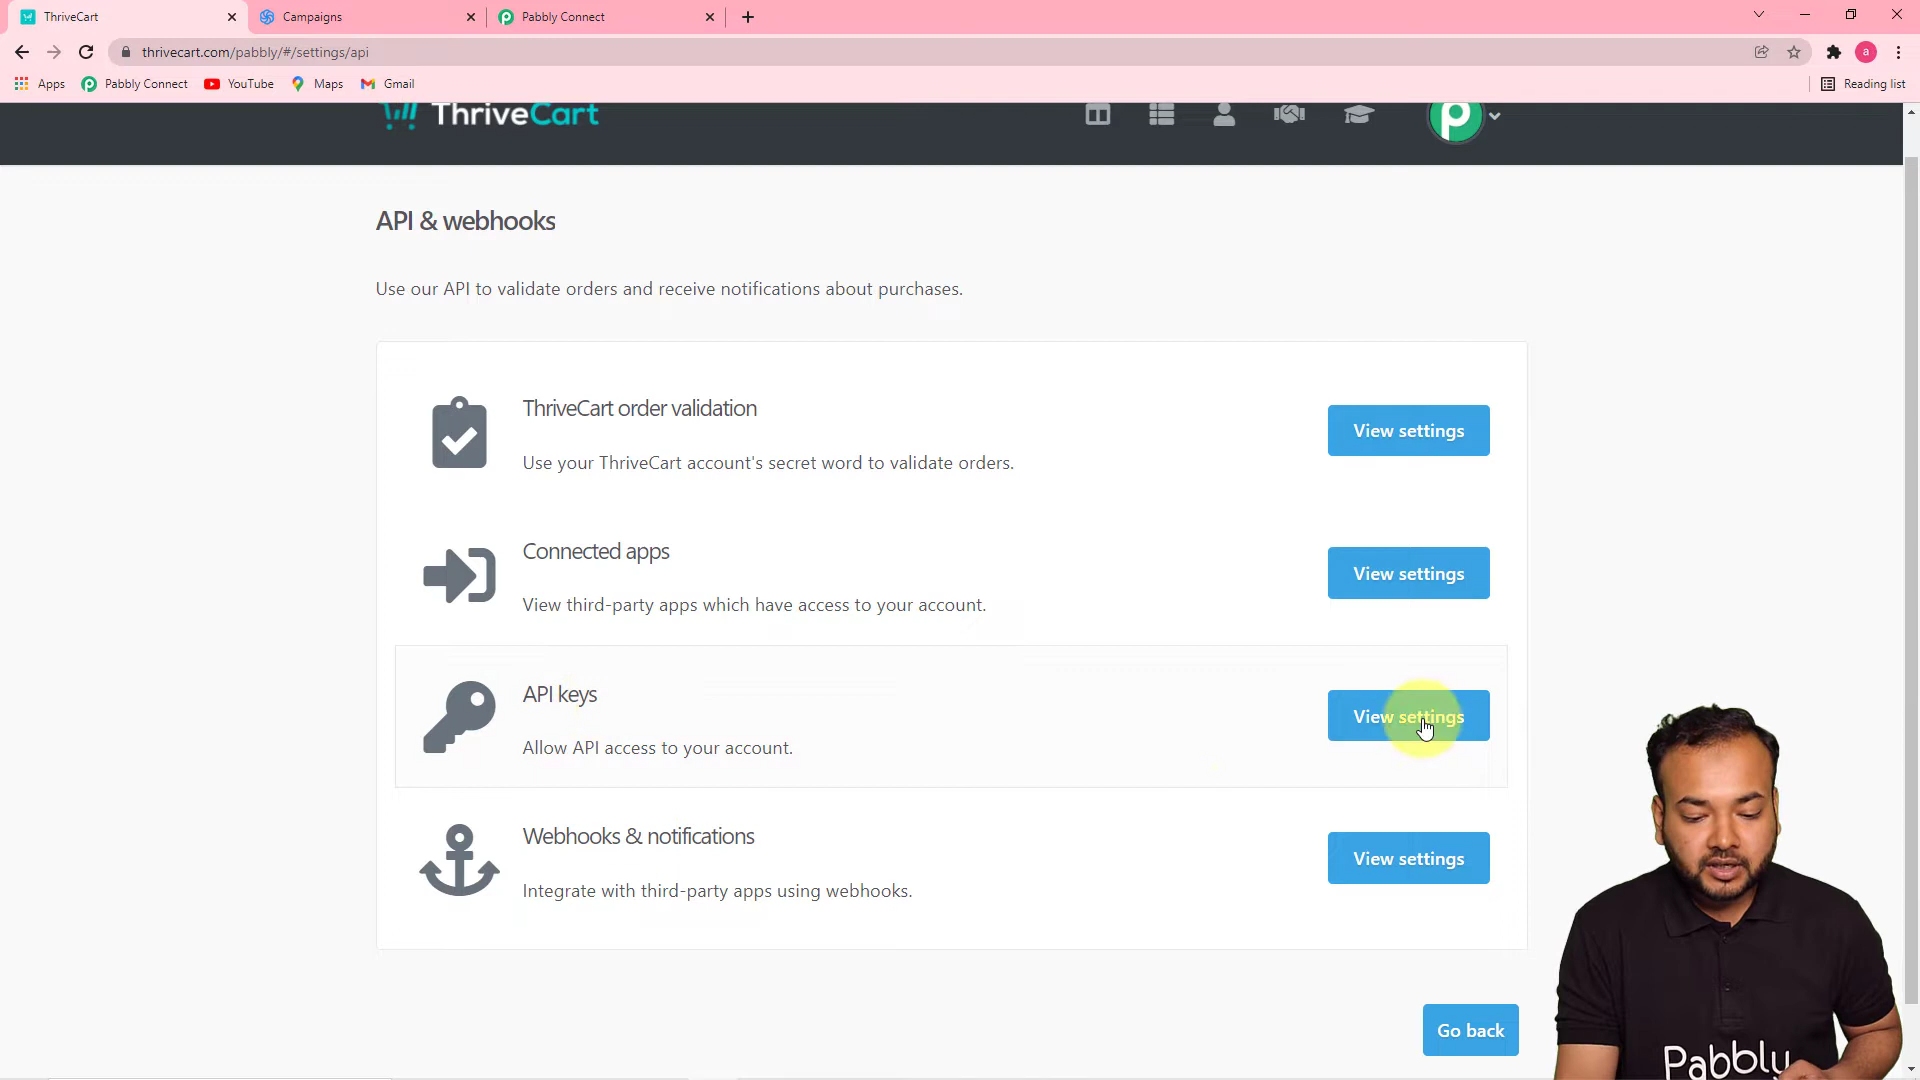 ThriveCart
Campaigns
Pabbly Connect
thrivecart.com/pabbly/#/settings/api
a
Apps
Pabbly Connect
YouTube
Maps
Gmail
Reading list
ThriveCart
API & webhooks
Use our API to validate orders and receive notifications about purchases.
ThriveCart order validation
View settings
Use your ThriveCart account's secret word to validate orders.
Connected apps
View settings
View third-party apps which have access to your account.
API keys
View settings
Allow API access to your account.
Webhooks & notifications
View settings
Integrate with third-party apps using webhooks.
Go back
Pabbly